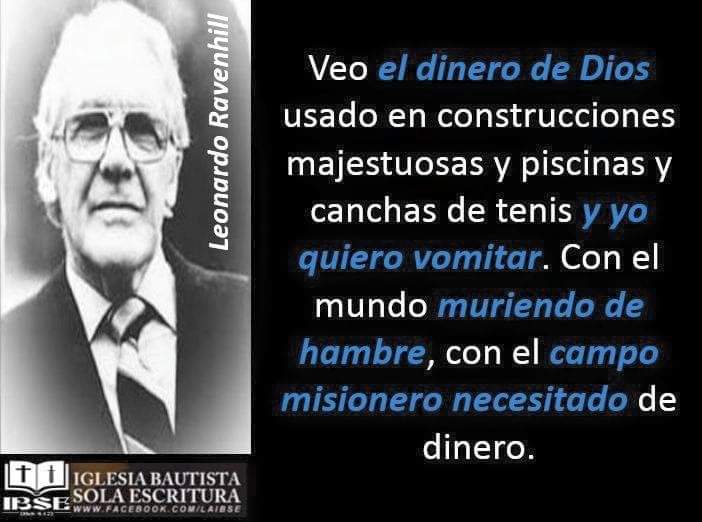 Leonardo Ravenhill
Veo el dinero de Dios
usado en construcciones
majestuosas y piscinas y
canchas de tenis y yo
quiero vomitar. Con el
mundo muriendo de
hambre, con el campo
misionero necesitado de
dinero.
IGLESIA BAUTISTA
SOLA ESCRITURA
IBSE
WWW.FACEBOOK.COM/LAIBSE